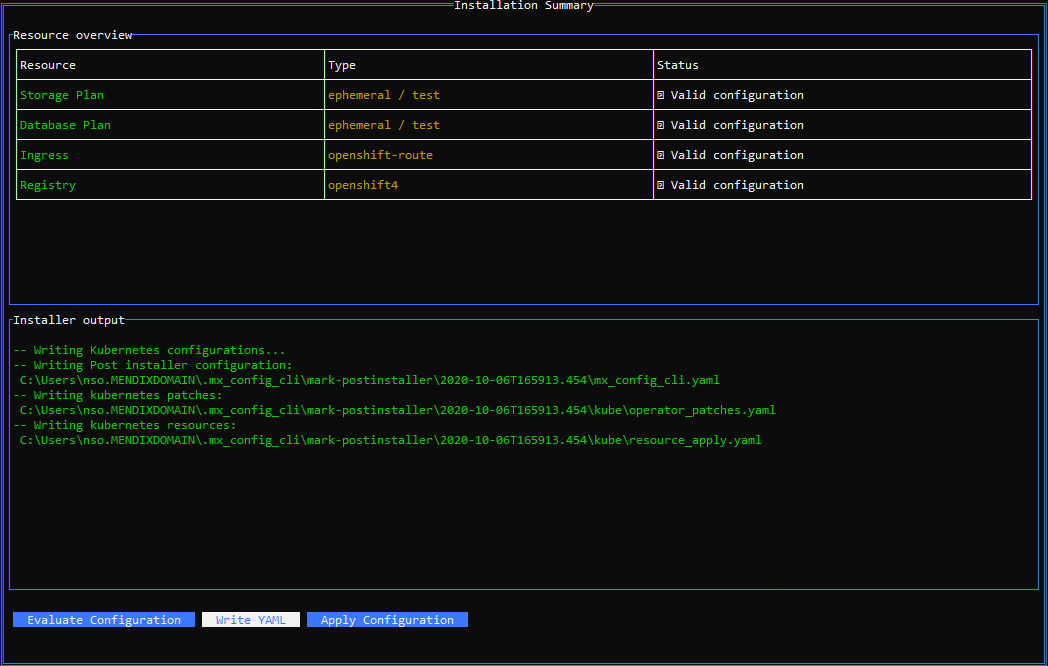 Installation Summary
Resource overview
Resource Type Status
Storage Plan ephemeral / test Valid configuration
Database Plan ephemeral / test Valid configuration
Ingress openshift-route Valid configuration
Registry openshift4 Valid configuration
Installer output
-- Writing Kubernetes configurations...
-- Writing Post installer configuration:
C:\Users\nso.MENDIXDOMAIN\.mx_config_cli\mark-postinstaller\2020-10-06T165913.454\mx_config_cli.yaml
-- Writing kubernetes patches:
C:\Users\nso.MENDIXDOMAIN\.mx_config_cli\mark-postinstaller\2020-10-06T165913.454\kube\operator_patches.yaml
-- Writing kubernetes resources:
C:\Users\nso.MENDIXDOMAIN\.mx_config_cli\mark-postinstaller\2020-10-06T165913.454\kube\resource_apply.yaml
Evaluate Configuration Write YAML Apply Configuration